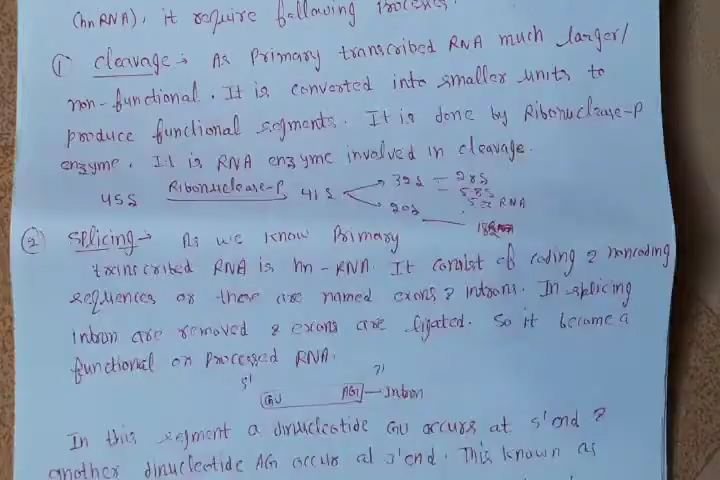 (hnRNA), it require following Processes.
① Cleavage → As Primary transcribed RNA much larger/
non-functional. It is converted into smaller units to
produce functional segments. It is done by Ribonuclease-P
enzyme. It is RNA enzyme involved in cleavage.
45S Ribonuclease-P 41S 32S = 28S
5.8S
RNA
20S 18S
② Splicing → As we know Primary
transcribed RNA is hn-RNA. It consist of coding & noncoding
sequences or these are named exons & introns. In splicing
intron are removed & exons are ligated. So it became a
functional or Processed RNA.
5' 3'
GU AG — Intron
In this segment a dinucleotide GU occurs at 5' end &
another dinucleotide AG occur at 3' end. This known as